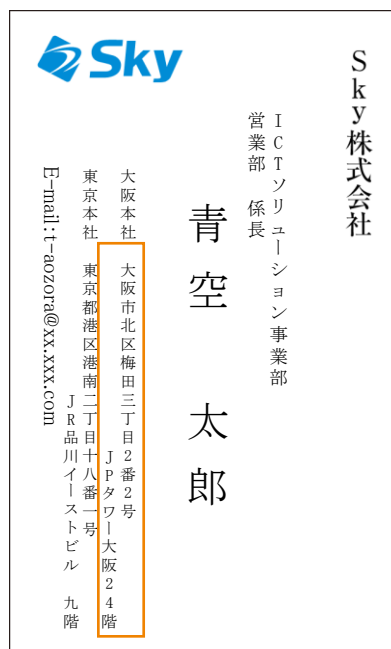 Sky
Sky株式会社
ICTソリューション事業部
営業部 係長
青空 太郎
大阪本社 大阪市北区梅田三丁目2番2号
JPタワー大阪24階
東京本社 東京都港区港南二丁目十八番一号
JR品川イーストビル 九階
E-mail:t-aozora@xx.xxx.com